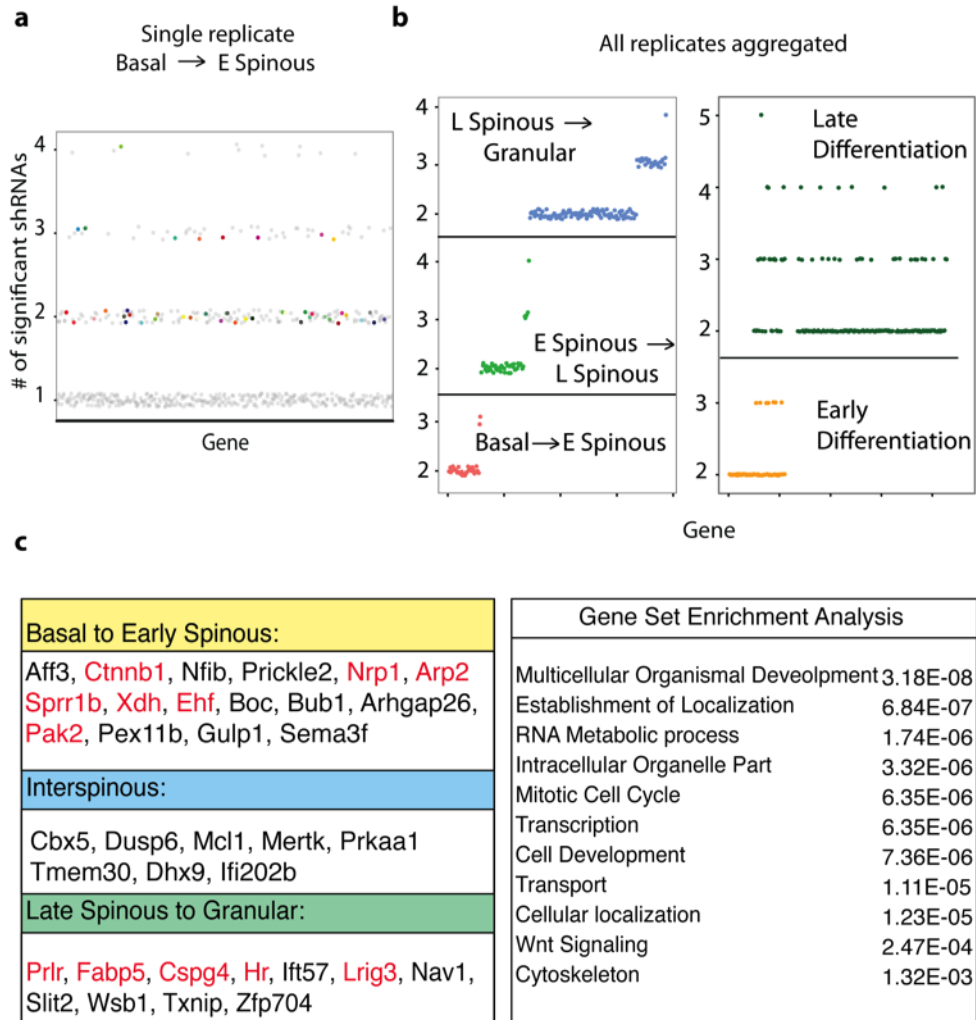 a
Single replicate
Basal → E Spinous
# of significant shRNAs
4
3
2
1
Gene
b
All replicates aggregated
4
3
2
L Spinous →
Granular
4
3
2
E Spinous →
L Spinous
3
2
Basal→E Spinous
5
4
3
2
Late
Differentiation
3
2
Early
Differentiation
Gene
c
Basal to Early Spinous:
Aff3, Ctnnb1, Nfib, Prickle2, Nrp1, Arp2
Sprr1b, Xdh, Ehf, Boc, Bub1, Arhgap26,
Pak2, Pex11b, Gulp1, Sema3f
Interspinous:
Cbx5, Dusp6, Mcl1, Mertk, Prkaa1
Tmem30, Dhx9, Ifi202b
Late Spinous to Granular:
Prlr, Fabp5, Cspg4, Hr, Ift57, Lrig3, Nav1,
Slit2, Wsb1, Txnip, Zfp704
Gene Set Enrichment Analysis
Multicellular Organismal Deveolpment 3.18E-08
Establishment of Localization 6.84E-07
RNA Metabolic process 1.74E-06
Intracellular Organelle Part 3.32E-06
Mitotic Cell Cycle 6.35E-06
Transcription 6.35E-06
Cell Development 7.36E-06
Transport 1.11E-05
Cellular localization 1.23E-05
Wnt Signaling 2.47E-04
Cytoskeleton 1.32E-03